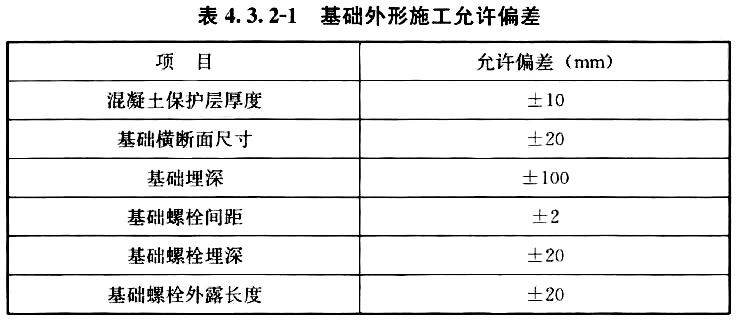 表 4.3.2-1 基础外形施工允许偏差
项 目 允许偏差(mm)
混凝土保护层厚度 ±10
基础横断面尺寸 ±20
基础埋深 ±100
基础螺栓间距 ±2
基础螺栓埋深 ±20
基础螺栓外露长度 ±20